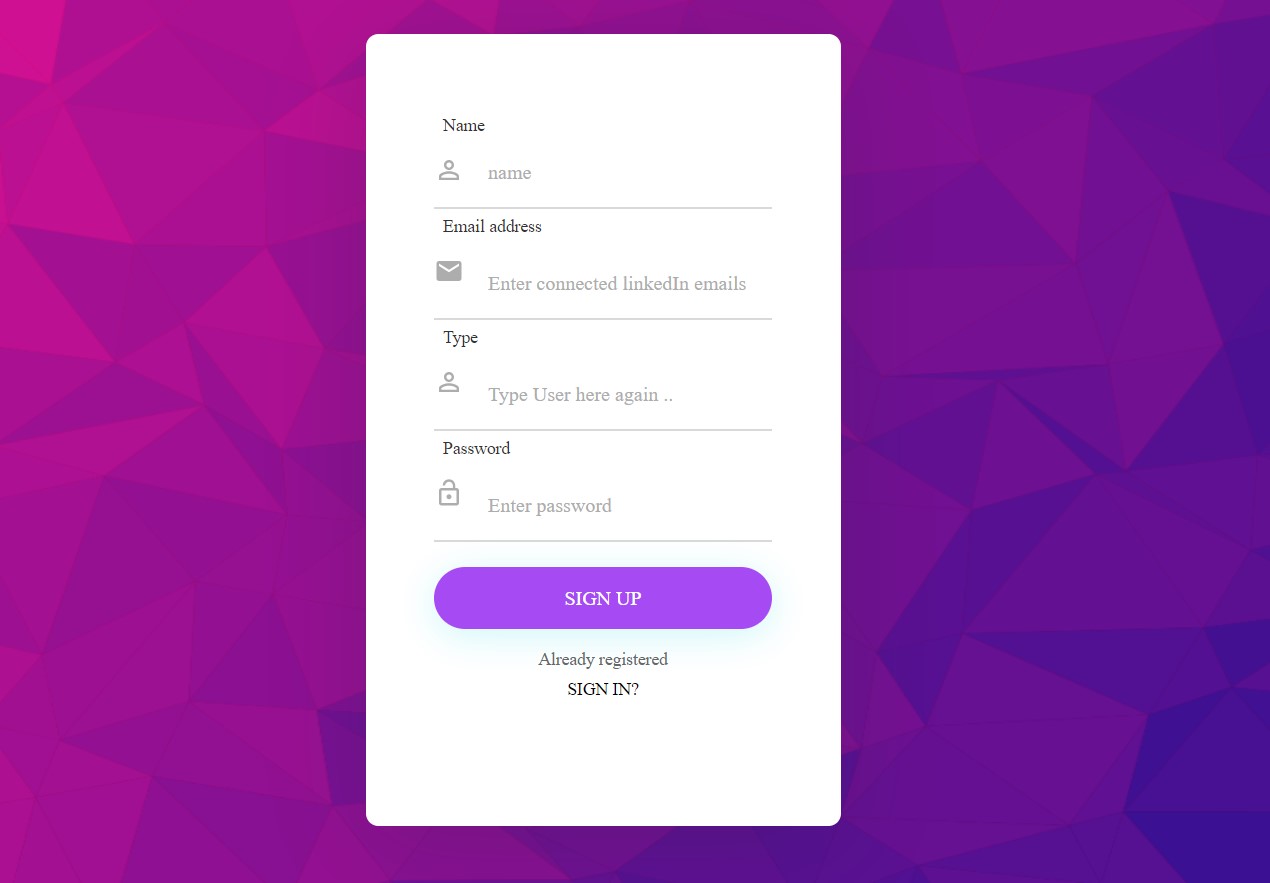 Name
name
Email address
Enter connected linkedIn emails
Type
Type User here again ..
Password
Enter password
SIGN UP
Already registered
SIGN IN?